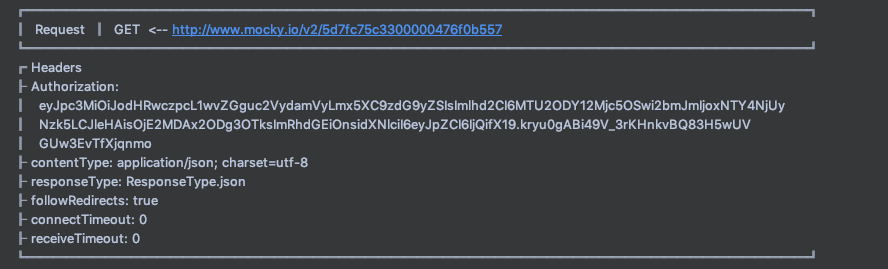 Request ║ GET <-- http://www.mocky.io/v2/5d7fc75c3300000476f0b557
Headers
Authorization:
eyJpc3MiOiJodHRwczpcL1wvZGguc2VydamVyLmx5XC9zdG9yZSIsImlhd2Cl6MTU2ODY12Mjc5OSwi2bmJmIjoxNTY4NjUy
Nzk5LCJleHAisOjE2MDAx2ODg3OTksImRhdGEiOnsidXNlcil6eyJpZCI6IjQifX19.kryu0gABi49V_3rKHnkvBQ83H5wUV
GUw3EvTfXjqnmo
contentType: application/json; charset=utf-8
responseType: ResponseType.json
followRedirects: true
connectTimeout: 0
receiveTimeout: 0